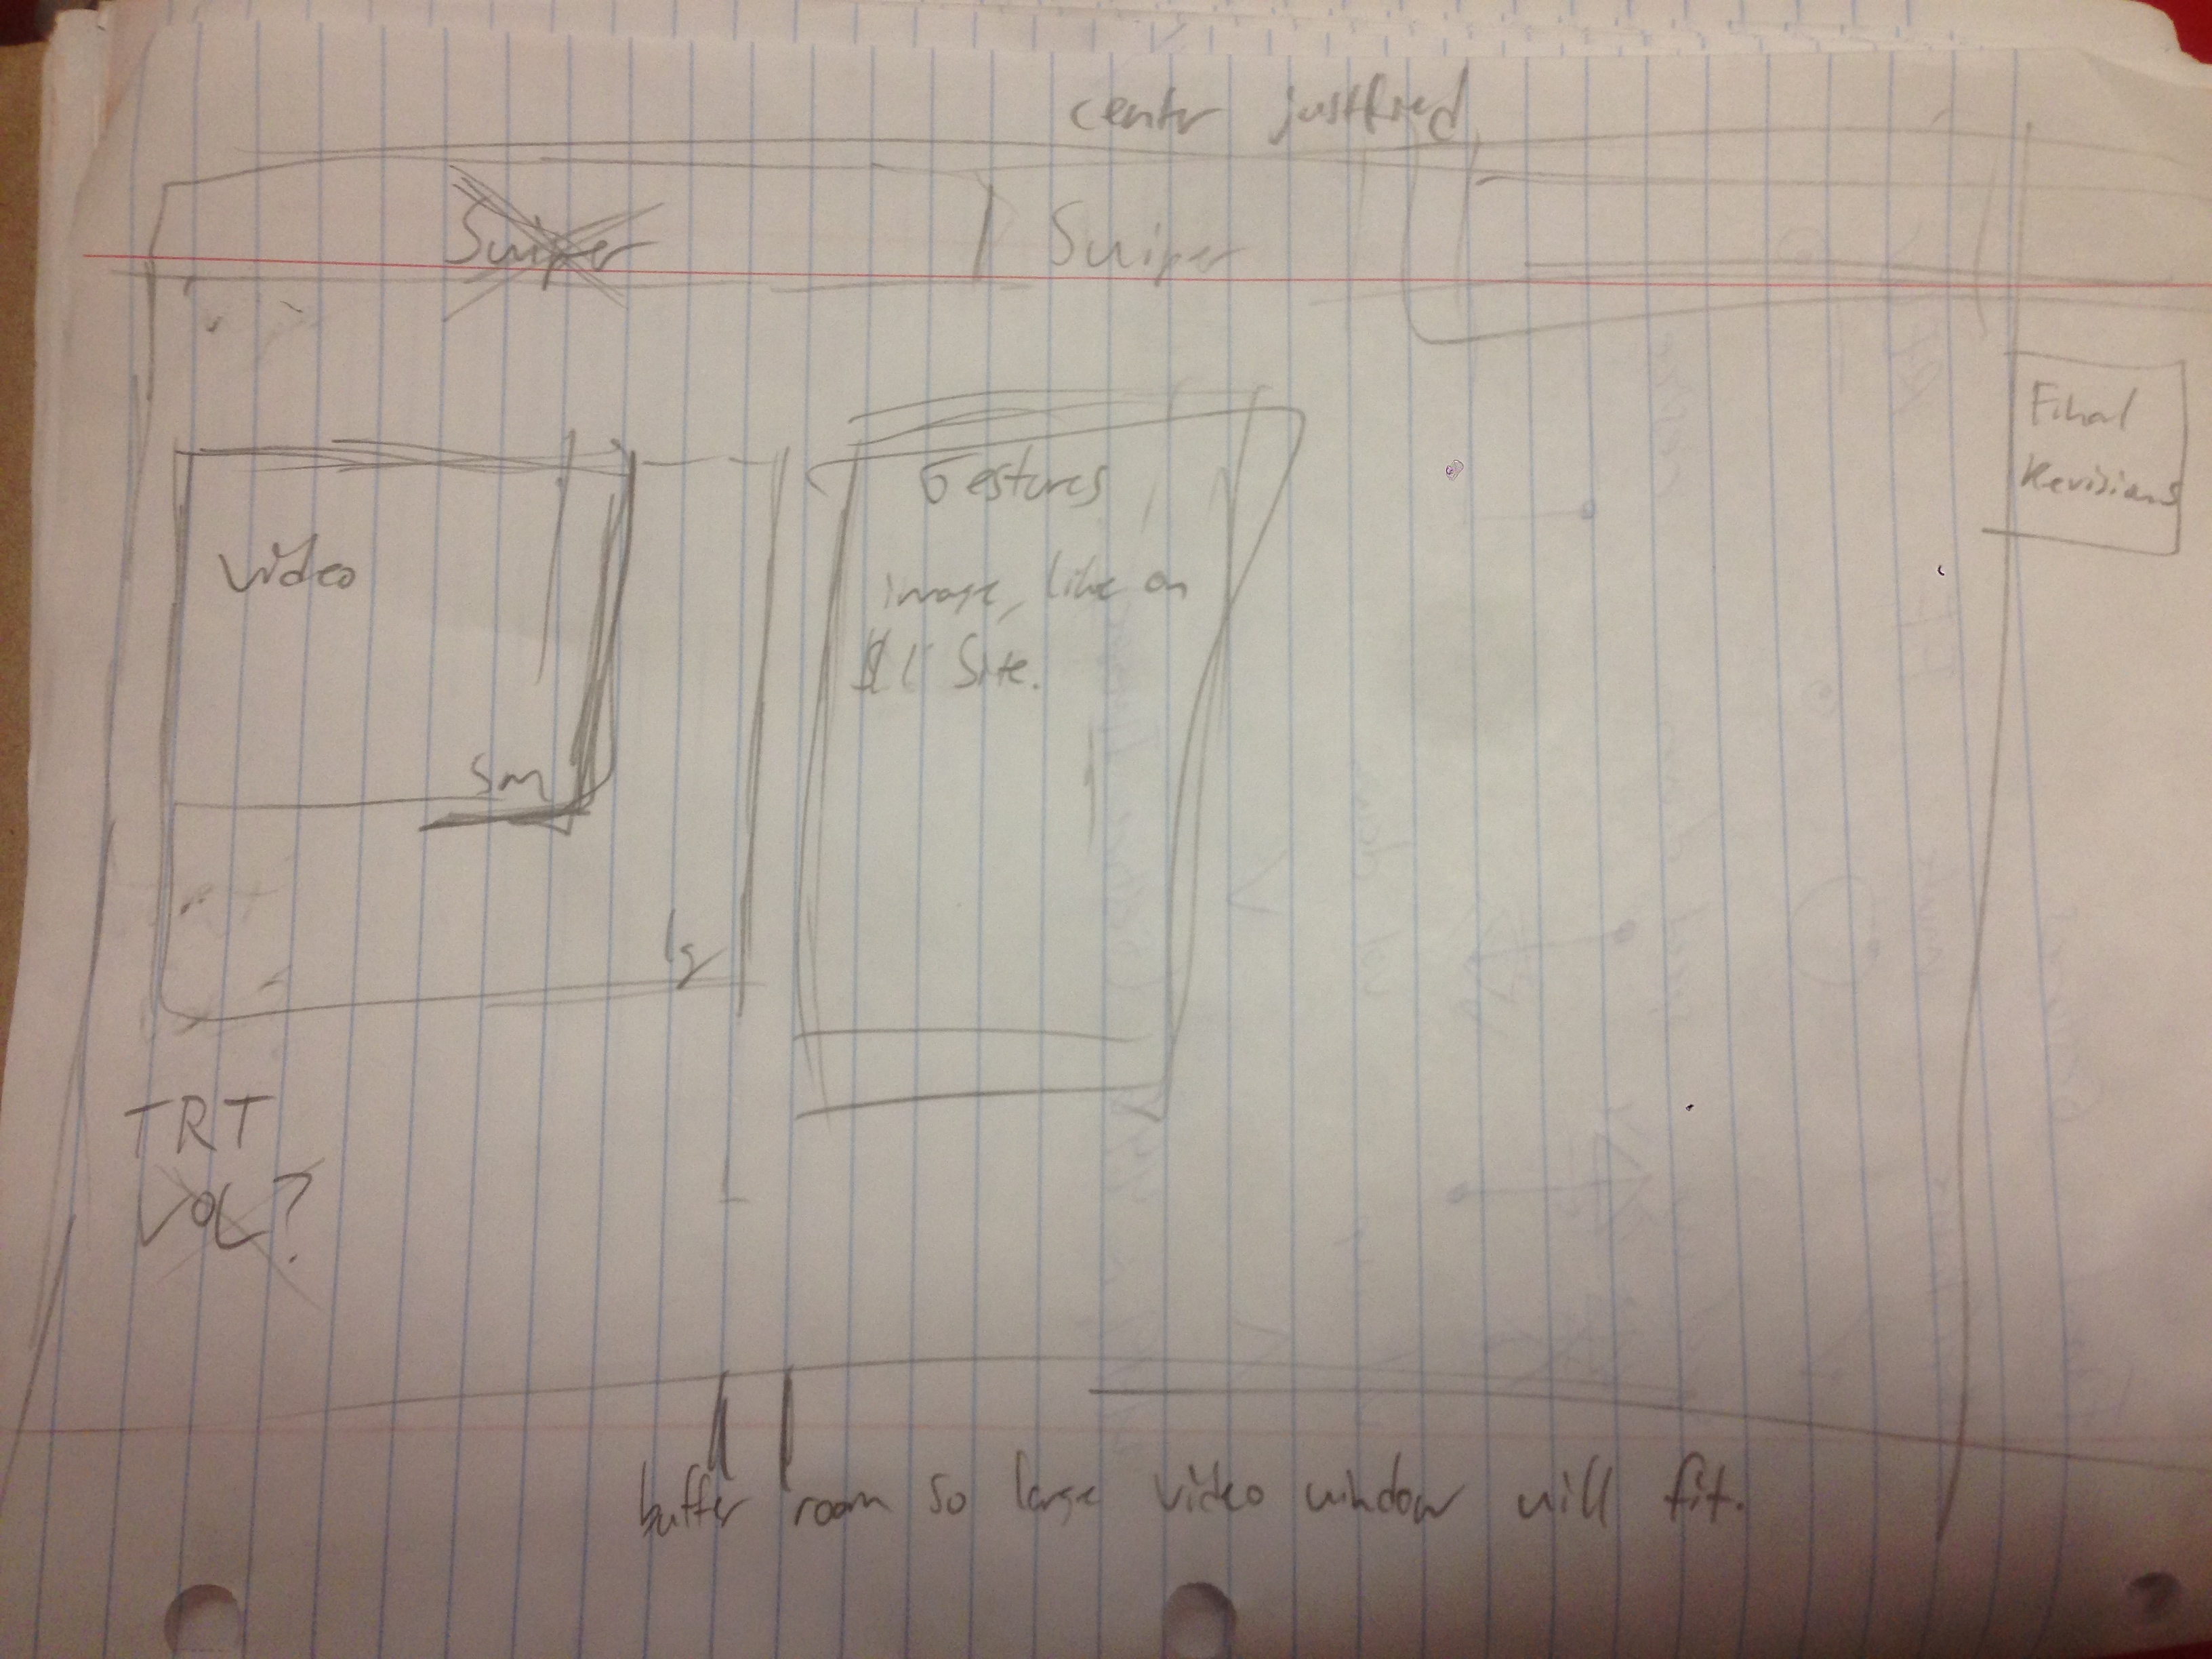 center justified
Swiper
Swiper
Final
Revisions
Gestures
image, like on
$1 Site.
Video
sm
lg
TRT
VOL?
buffer room so large video window will fit.